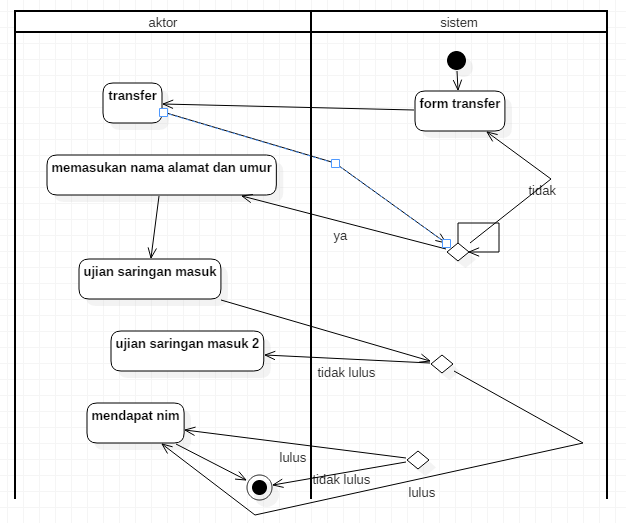 aktor
sistem
transfer
form transfer
memasukan nama alamat dan umur
tidak
ya
ujian saringan masuk
ujian saringan masuk 2
tidak lulus
mendapat nim
lulus
tidak lulus
lulus